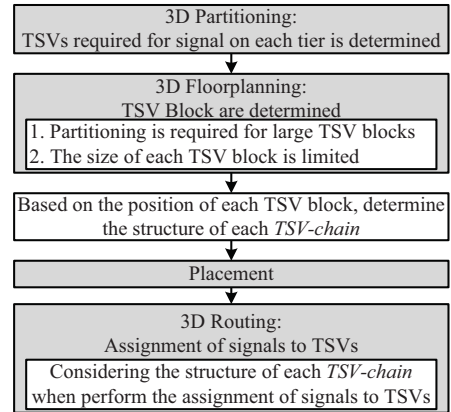 3D Partitioning:
TSVs required for signal on each tier is determined
3D Floorplanning:
TSV Block are determined
1. Partitioning is required for large TSV blocks
2. The size of each TSV block is limited
Based on the position of each TSV block, determine
the structure of each TSV-chain
Placement
3D Routing:
Assignment of signals to TSVs
Considering the structure of each TSV-chain
when perform the assignment of signals to TSVs